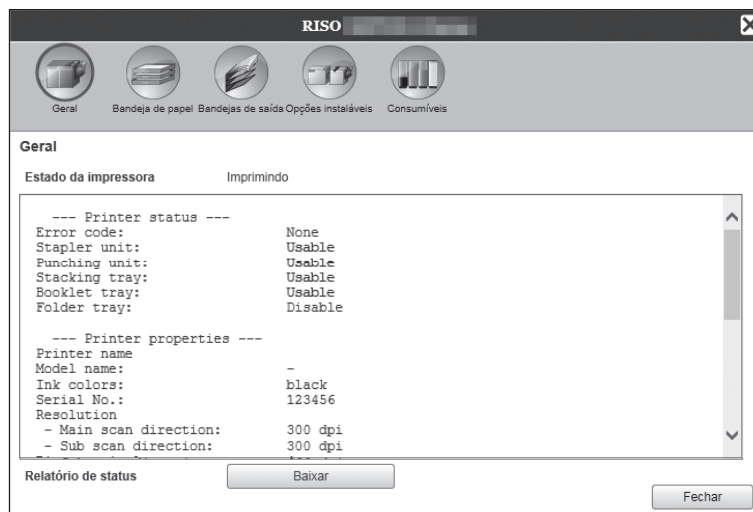 RISO
Geral
Bandeja de papel
Bandejas de saída
Opções instaláveis
Consumíveis
Geral
Estado da impressora Imprimindo
--- Printer status ---
Error code: None
Stapler unit: Usable
Punching unit: Usable
Stacking tray: Usable
Booklet tray: Usable
Folder tray: Disable
--- Printer properties ---
Printer name
Model name: -
Ink colors: black
Serial No.: 123456
Resolution
- Main scan direction: 300 dpi
- Sub scan direction: 300 dpi
Relatório de status Baixar
Fechar